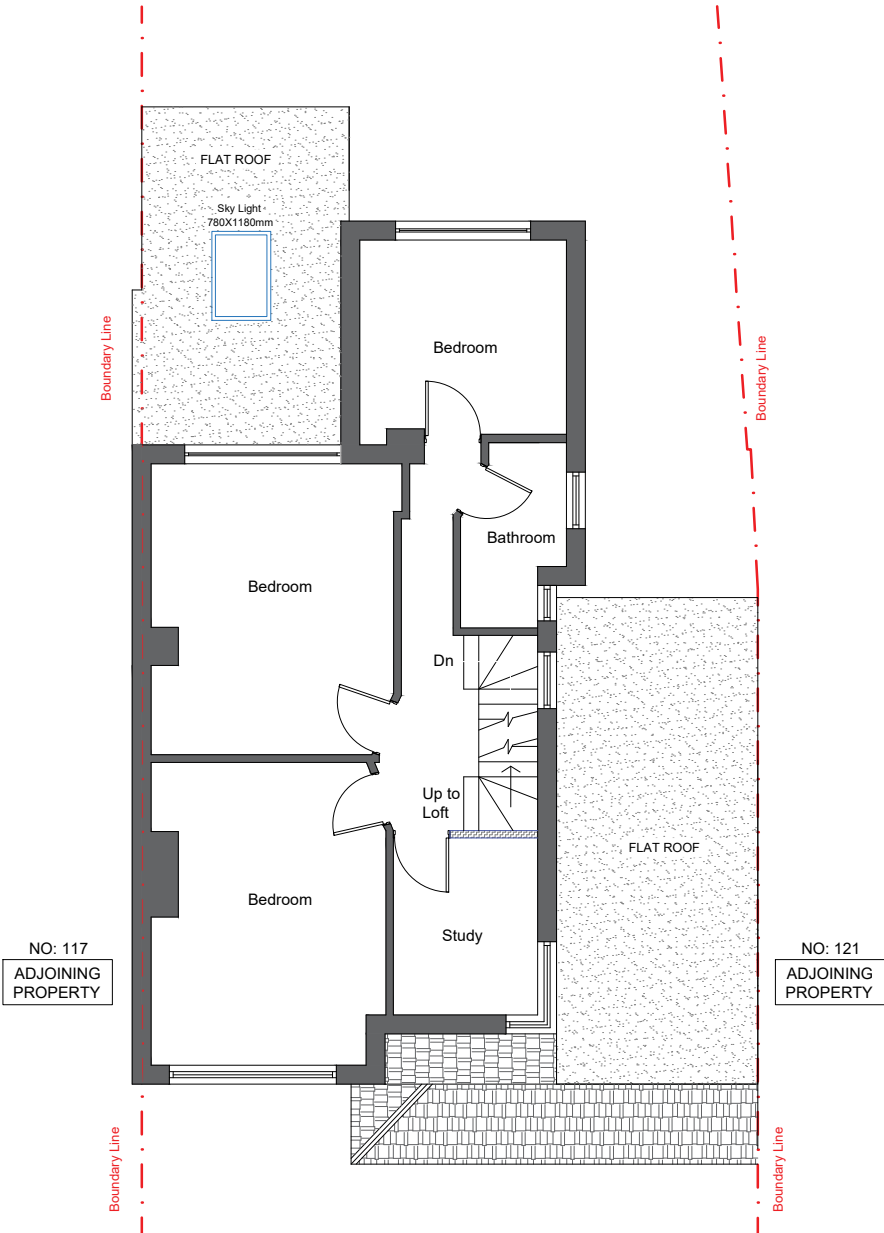 FLAT ROOF
Sky Light
780X1180mm
Boundary Line
Boundary Line
Bedroom
Bathroom
Bedroom
Dn
Up to
Loft
FLAT ROOF
Bedroom
Study
NO: 117
ADJOINING
PROPERTY
NO: 121
ADJOINING
PROPERTY
Boundary Line
Boundary Line